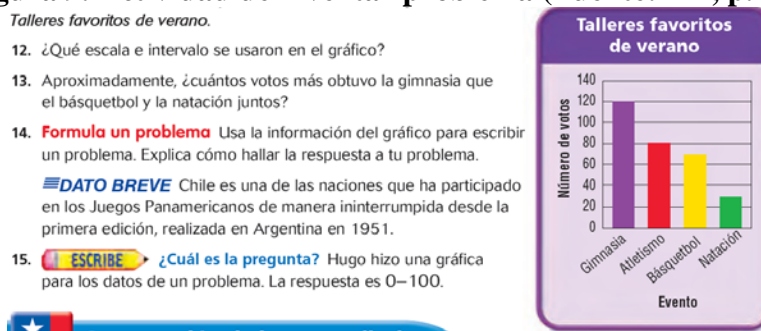 Talleres favoritos de verano.
12. ¿Qué escala e intervalo se usaron en el gráfico?
13. Aproximadamente, ¿cuántos votos más obtuvo la gimnasia que
el básquetbol y la natación juntos?
14. Formula un problema Usa la información del gráfico para escribir
un problema. Explica cómo hallar la respuesta a tu problema.
DATO BREVE Chile es una de las naciones que ha participado
en los Juegos Panamericanos de manera ininterrumpida desde la
primera edición, realizada en Argentina en 1951.
15. ESCRIBE ¿Cuál es la pregunta? Hugo hizo una gráfica
para los datos de un problema. La respuesta es 0–100.
Talleres favoritos
de verano
Número de votos
140
120
100
80
60
40
20
0
Gimnasia
Atletismo
Básquetbol
Natación
Evento